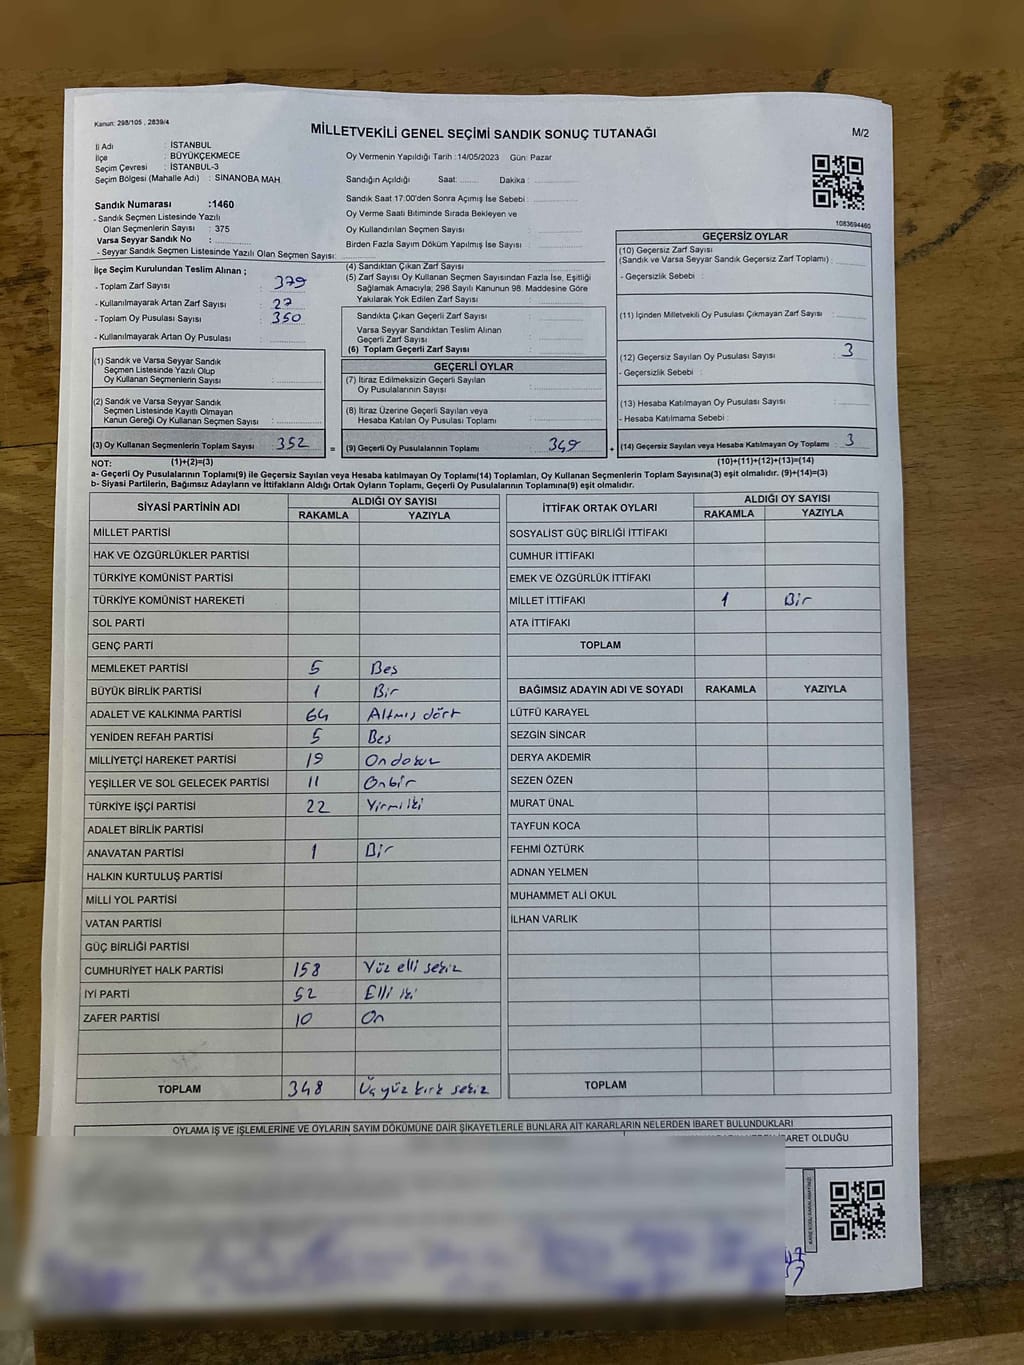 Kanun: 298/105 , 2839/4
MİLLETVEKİLİ GENEL SEÇİMİ SANDIK SONUÇ TUTANAĞI
M/2
İl Adı : İSTANBUL
İlçe : BÜYÜKÇEKMECE
Seçim Çevresi : İSTANBUL-3
Seçim Bölgesi (Mahalle Adı) : SİNANOBA MAH.
Sandık Numarası :1460
- Sandık Seçmen Listesinde Yazılı
Olan Seçmenlerin Sayısı : 375
Varsa Seyyar Sandık No :
- Seyyar Sandık Seçmen Listesinde Yazılı Olan Seçmen Sayısı:
Oy Vermenin Yapıldığı Tarih :14/05/2023 Gün: Pazar
Sandığın Açıldığı Saat: Dakika :
Sandık Saat 17:00'den Sonra Açımış İse Sebebi :
Oy Verme Saati Bitiminde Sırada Bekleyen ve
Oy Kullandırılan Seçmen Sayısı :
Birden Fazla Sayım Döküm Yapılmış İse Sayısı :
1083694460
İlçe Seçim Kurulundan Teslim Alınan ;
- Toplam Zarf Sayısı : 379
- Kullanılmayarak Artan Zarf Sayısı : 27
- Toplam Oy Pusulası Sayısı : 350
- Kullanılmayarak Artan Oy Pusulası :
(1) Sandık ve Varsa Seyyar Sandık
Seçmen Listesinde Yazılı Olup
Oy Kullanan Seçmenlerin Sayısı :
(2) Sandık ve Varsa Seyyar Sandık
Seçmen Listesinde Kayıtlı Olmayan
Kanun Gereği Oy Kullanan Seçmen Sayısı :
(3) Oy Kullanan Seçmenlerin Toplam Sayısı : 352
(4) Sandıktan Çıkan Zarf Sayısı :
(5) Zarf Sayısı Oy Kullanan Seçmen Sayısından Fazla İse, Eşitliği
Sağlamak Amacıyla; 298 Sayılı Kanunun 98. Maddesine Göre
Yakılarak Yok Edilen Zarf Sayısı :
Sandıkta Çıkan Geçerli Zarf Sayısı :
Varsa Seyyar Sandıktan Teslim Alınan
Geçerli Zarf Sayısı :
(6) Toplam Geçerli Zarf Sayısı :
GEÇERLİ OYLAR
(7) İtiraz Edilmeksizin Geçerli Sayılan
Oy Pusulalarının Sayısı :
(8) İtiraz Üzerine Geçerli Sayılan veya
Hesaba Katılan Oy Pusulası Toplamı :
= (9) Geçerli Oy Pusulalarının Toplamı : 349
GEÇERSİZ OYLAR
(10) Geçersiz Zarf Sayısı
(Sandık ve Varsa Seyyar Sandık Geçersiz Zarf Toplamı) :
- Geçersizlik Sebebi :
(11) İçinden Milletvekili Oy Pusulası Çıkmayan Zarf Sayısı :
(12) Geçersiz Sayılan Oy Pusulası Sayısı : 3
- Geçersizlik Sebebi :
(13) Hesaba Katılmayan Oy Pusulası Sayısı :
- Hesaba Katılmama Sebebi :
+ (14) Geçersiz Sayılan veya Hesaba Katılmayan Oy Toplamı : 3
NOT: (1)+(2)=(3) (10)+(11)+(12)+(13)=(14)
a- Geçerli Oy Pusulalarının Toplamı(9) ile Geçersiz Sayılan veya Hesaba katılmayan Oy Toplamı(14) Toplamları, Oy Kullanan Seçmenlerin Toplam Sayısına(3) eşit olmalıdır. (9)+(14)=(3)
b- Siyasi Partilerin, Bağımsız Adayların ve İttifakların Aldığı Ortak Oyların Toplamı, Geçerli Oy Pusulalarının Toplamına(9) eşit olmalıdır.
SİYASİ PARTİNİN ADI ALDIĞI OY SAYISI
RAKAMLA YAZIYLA
MİLLET PARTİSİ
HAK VE ÖZGÜRLÜKLER PARTİSİ
TÜRKİYE KOMÜNİST PARTİSİ
TÜRKİYE KOMÜNİST HAREKETİ
SOL PARTİ
GENÇ PARTİ
MEMLEKET PARTİSİ 5 Beş
BÜYÜK BİRLİK PARTİSİ 1 Bir
ADALET VE KALKINMA PARTİSİ 64 Altmış dört
YENİDEN REFAH PARTİSİ 5 Beş
MİLLİYETÇİ HAREKET PARTİSİ 19 Ondokuz
YEŞİLLER VE SOL GELECEK PARTİSİ 11 Onbir
TÜRKİYE İŞÇİ PARTİSİ 22 Yirmi iki
ADALET BİRLİK PARTİSİ
ANAVATAN PARTİSİ 1 Bir
HALKIN KURTULUŞ PARTİSİ
MİLLİ YOL PARTİSİ
VATAN PARTİSİ
GÜÇ BİRLİĞİ PARTİSİ
CUMHURİYET HALK PARTİSİ 158 Yüz elli sekiz
İYİ PARTİ 52 Elli iki
ZAFER PARTİSİ 10 On
TOPLAM 348 Üçyüz kırk sekiz
İTTİFAK ORTAK OYLARI ALDIĞI OY SAYISI
RAKAMLA YAZIYLA
SOSYALİST GÜÇ BİRLİĞİ İTTİFAKI
CUMHUR İTTİFAKI
EMEK VE ÖZGÜRLÜK İTTİFAKI
MİLLET İTTİFAKI 1 Bir
ATA İTTİFAKI
TOPLAM
BAĞIMSIZ ADAYIN ADI VE SOYADI RAKAMLA YAZIYLA
LÜTFÜ KARAYEL
SEZGİN SİNCAR
DERYA AKDEMİR
SEZEN ÖZEN
MURAT ÜNAL
TAYFUN KOCA
FEHMİ ÖZTÜRK
ADNAN YELMEN
MUHAMMET ALİ OKUL
İLHAN VARLIK
TOPLAM
OYLAMA İŞ VE İŞLEMLERİNE VE OYLARIN SAYIM DÖKÜMÜNE DAİR ŞİKAYETLERLE BUNLARA AİT KARARLARIN NELERDEN İBARET BULUNDUKLARI
OLDUĞU